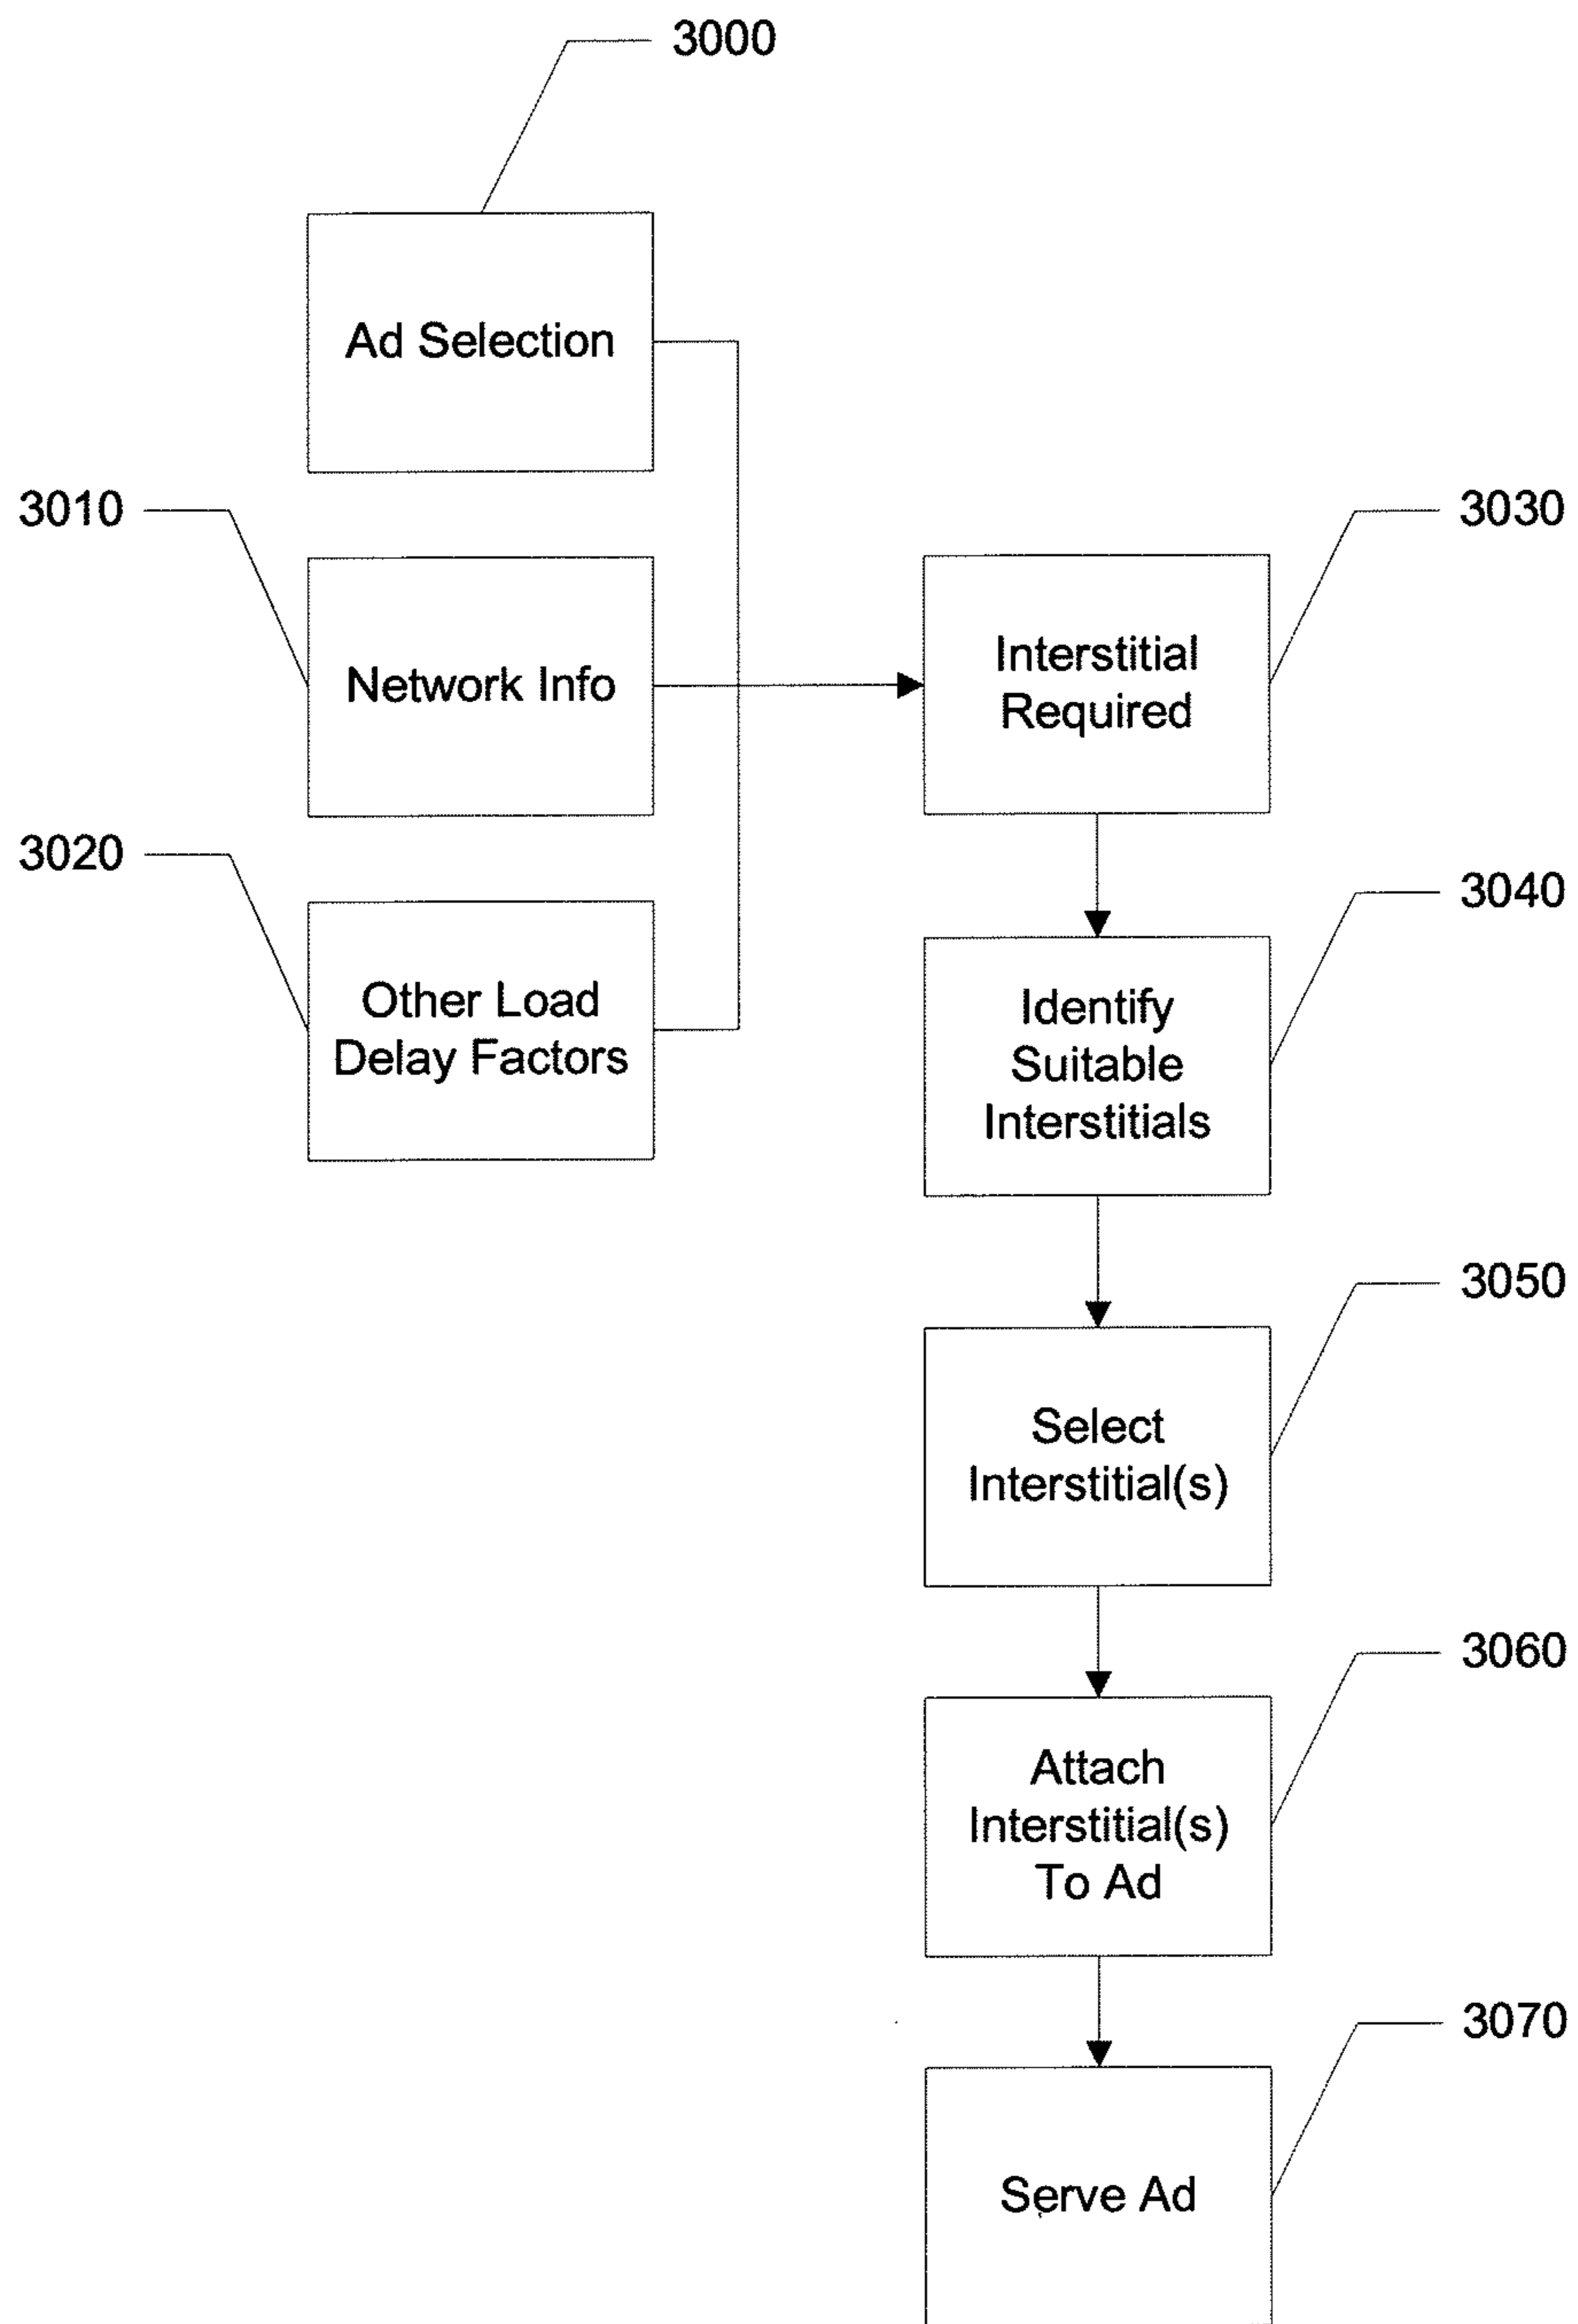 3000
Ad Selection
3010
Network Info
3020
Other Load
Delay Factors
3030
Interstitial
Required
3040
Identify
Suitable
Interstitials
3050
Select
Interstitial(s)
3060
Attach
Interstitial(s)
To Ad
3070
Serve Ad